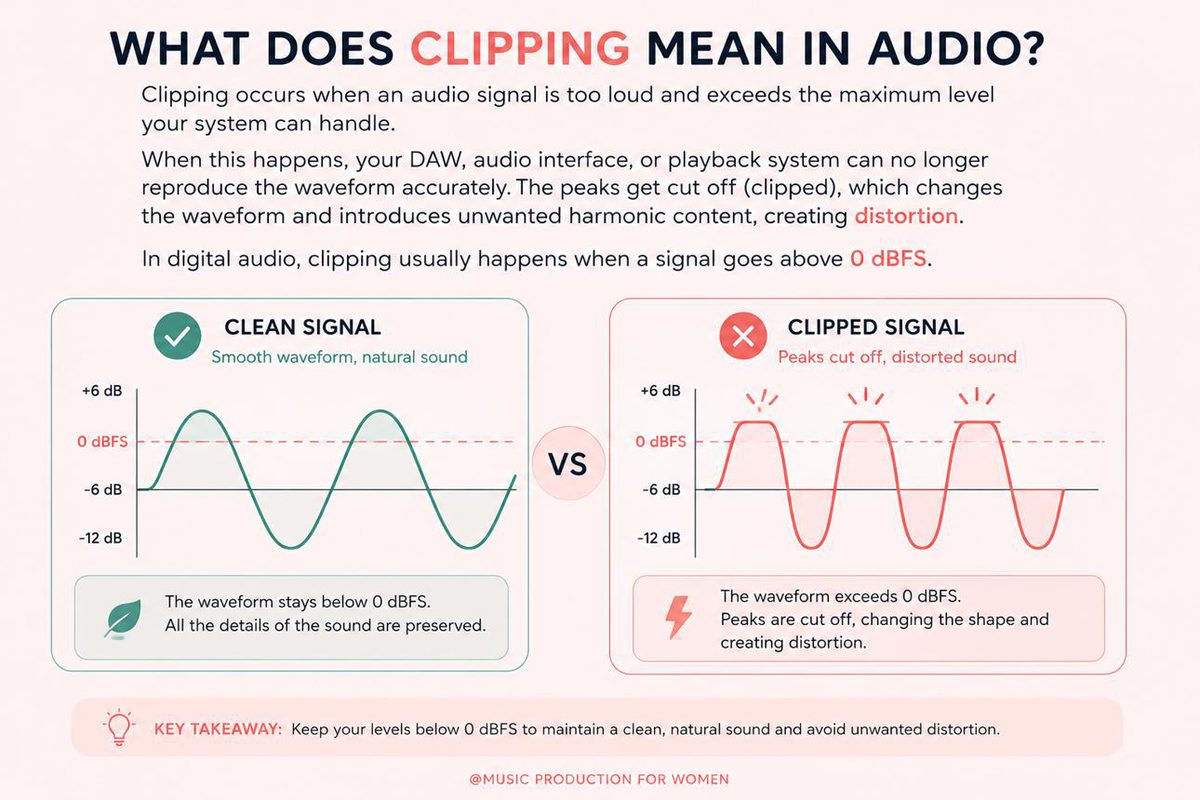 WHAT DOES CLIPPING MEAN IN AUDIO?
Clipping occurs when an audio signal is too loud and exceeds the maximum level
your system can handle.
When this happens, your DAW, audio interface, or playback system can no longer
reproduce the waveform accurately. The peaks get cut off (clipped), which changes
the waveform and introduces unwanted harmonic content, creating distortion.
In digital audio, clipping usually happens when a signal goes above 0 dBFS.
CLEAN SIGNAL
Smooth waveform, natural sound
+6 dB
0 dBFS
-6 dB
-12 dB
The waveform stays below 0 dBFS.
All the details of the sound are preserved.
VS
CLIPPED SIGNAL
Peaks cut off, distorted sound
+6 dB
0 dBFS
-6 dB
-12 dB
The waveform exceeds 0 dBFS.
Peaks are cut off, changing the shape and
creating distortion.
KEY TAKEAWAY: Keep your levels below 0 dBFS to maintain a clean, natural sound and avoid unwanted distortion.
@MUSIC PRODUCTION FOR WOMEN